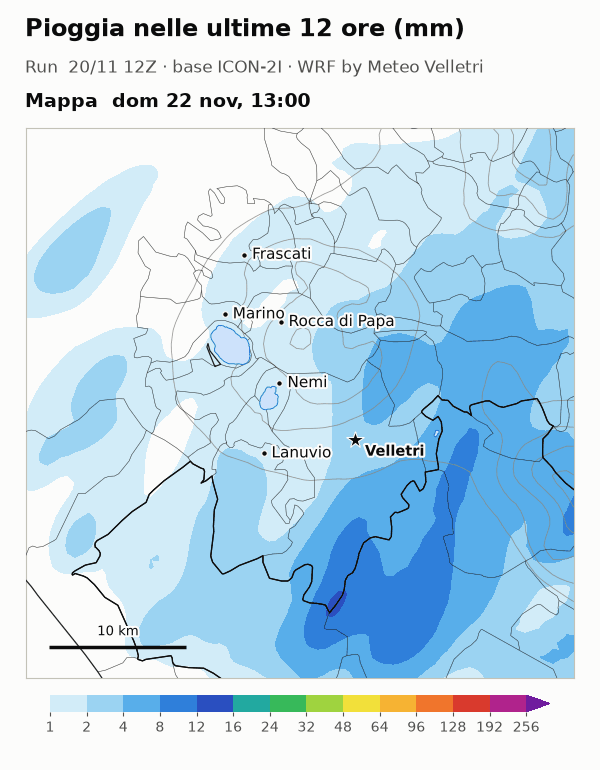 Pioggia nelle ultime 12 ore (mm)
Run 20/11 12Z · base ICON-2I · WRF by Meteo Velletri
Mappa dom 22 nov, 13:00
Frascati
Marino
Rocca di Papa
Nemi
Velletri
Lanuvio
10 km
1 2 4 8 12 16 24 32 48 64 96 128 192 256